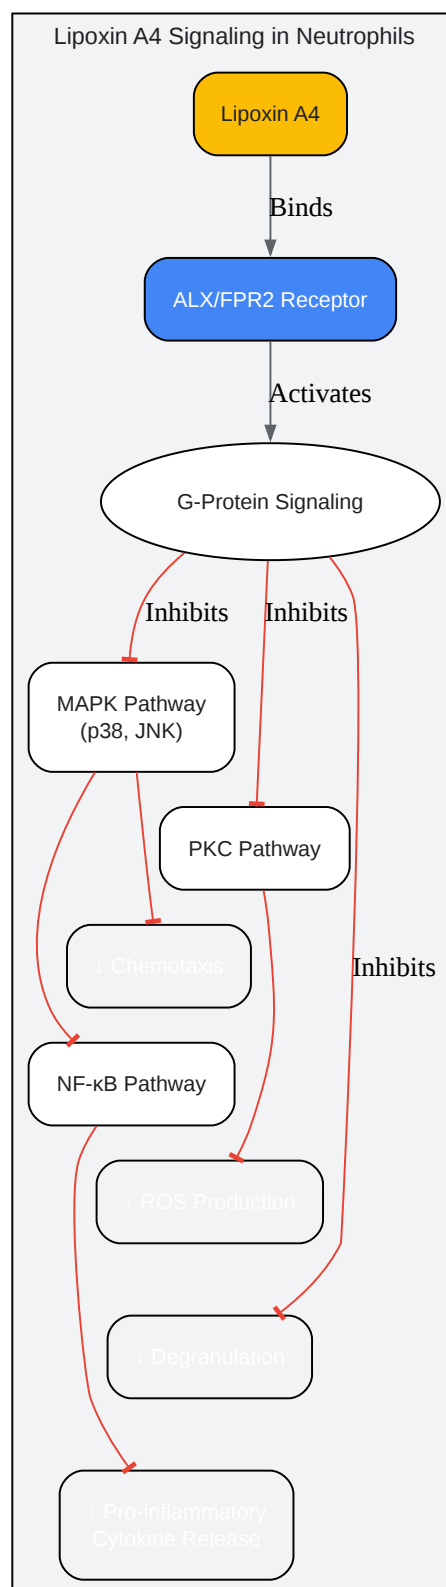 Lipoxin A4 Signaling in Neutrophils
Lipoxin A4
Binds
ALX/FPR2 Receptor
Activates
G-Protein Signaling
Inhibits
Inhibits
MAPK Pathway
(p38, JNK)
PKC Pathway
↓ Chemotaxis
Inhibits
NF-κB Pathway
↓ ROS Production
↓ Degranulation
↓ Pro-inflammatory
Cytokine Release